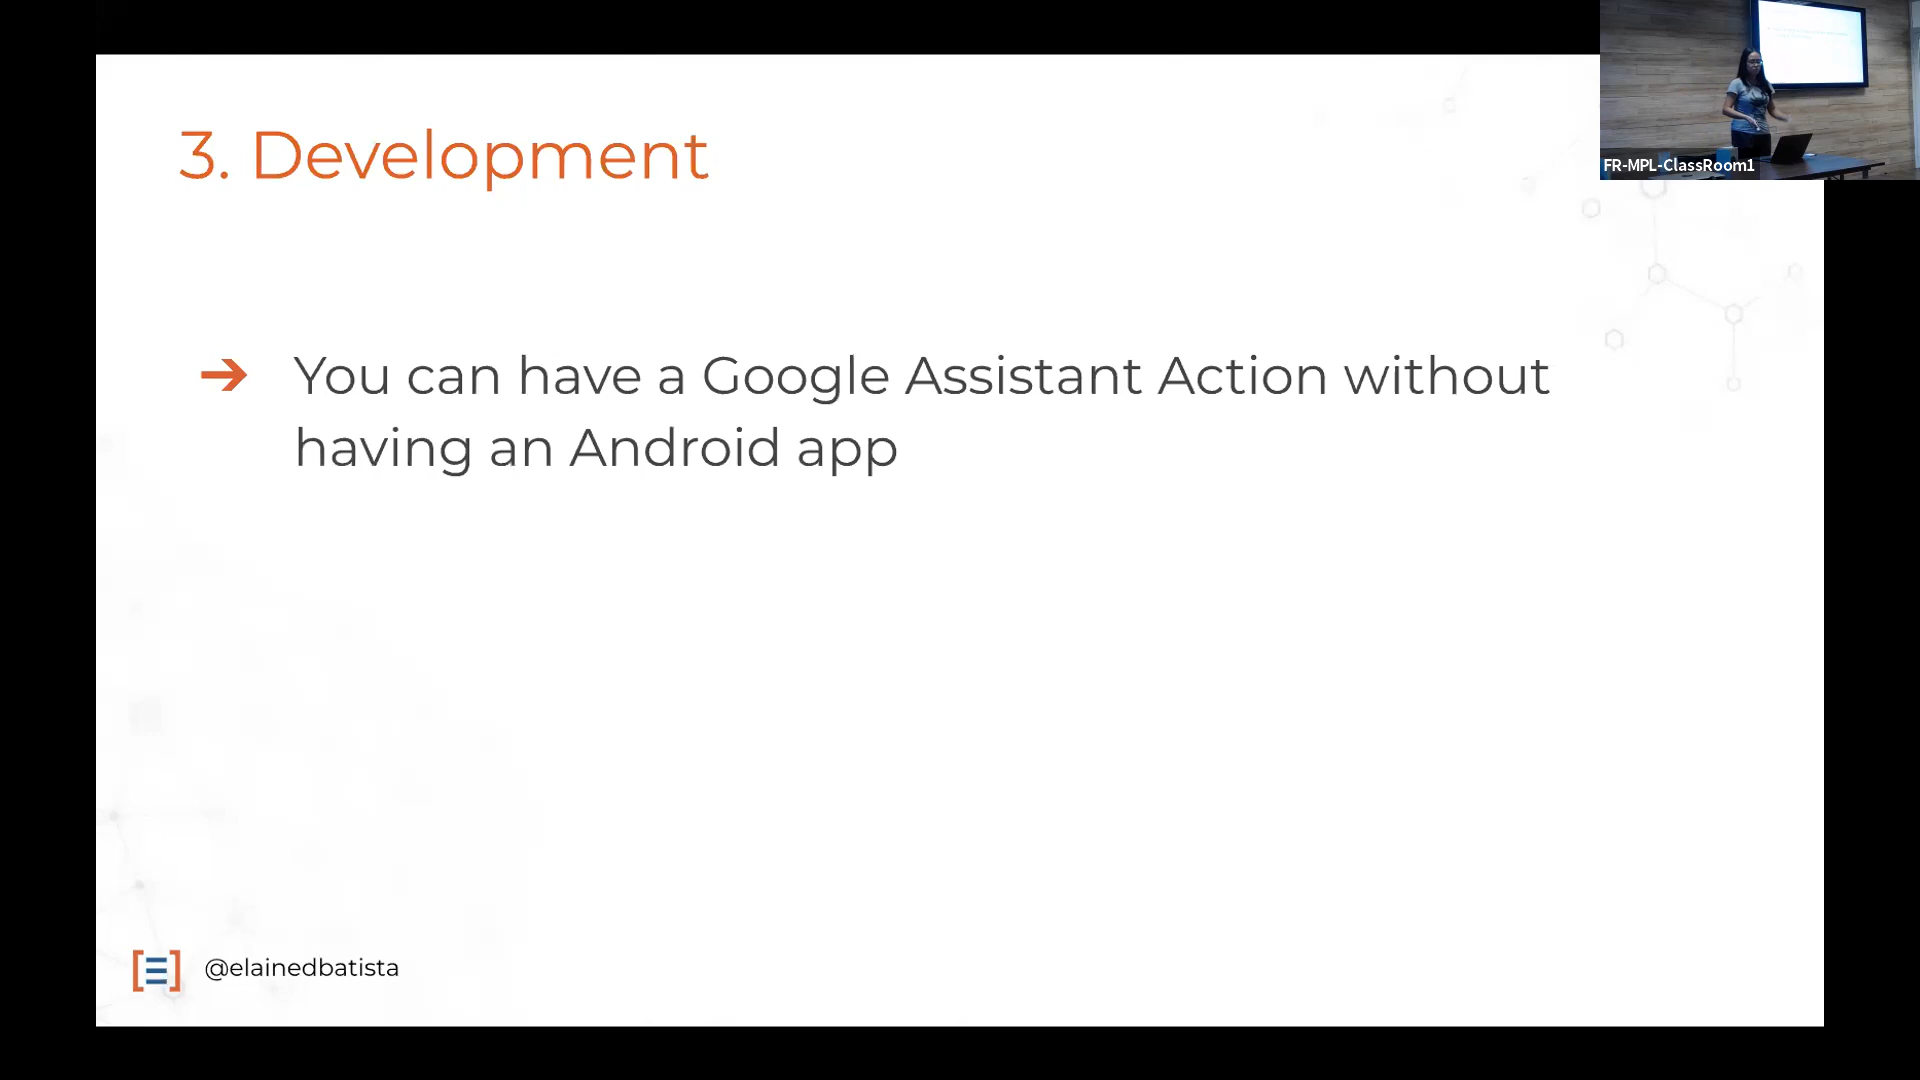 3. Development
FR-MPL-ClassRoom1
➔ You can have a Google Assistant Action without
having an Android app
@elainedbatista